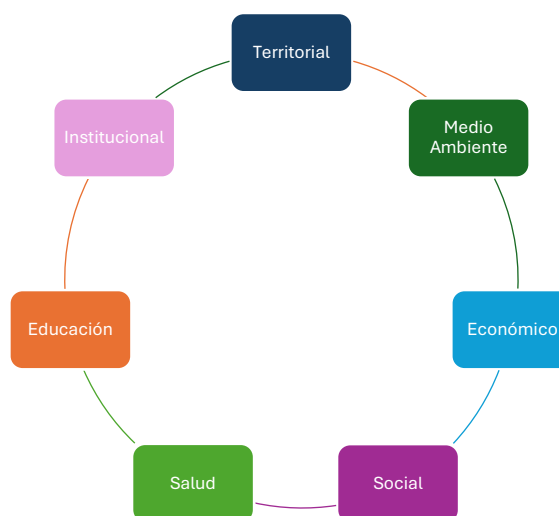 Territorial
Medio
Ambiente
Económico
Social
Salud
Educación
Institucional